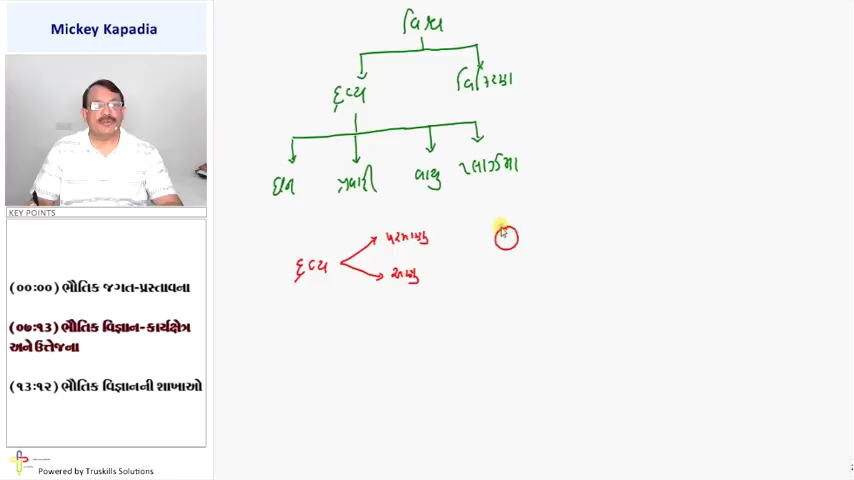 Mickey Kapadia
વિશ્વ
દ્રવ્ય વિકિરણ
ઘન પ્રવાહી વાયુ પ્લાઝમા
KEY POINTS
પરમાણુ
દ્રવ્ય
અણુ
(૦૦:૦૦) ભૌતિક જગત-પ્રસ્તાવના
(૦૭:૧૩) ભૌતિક વિજ્ઞાન-કાર્યક્ષેત્ર
અને ઉત્તેજના
(૧૩:૧૨) ભૌતિક વિજ્ઞાનની શાખાઓ
Powered by Truskills Solutions